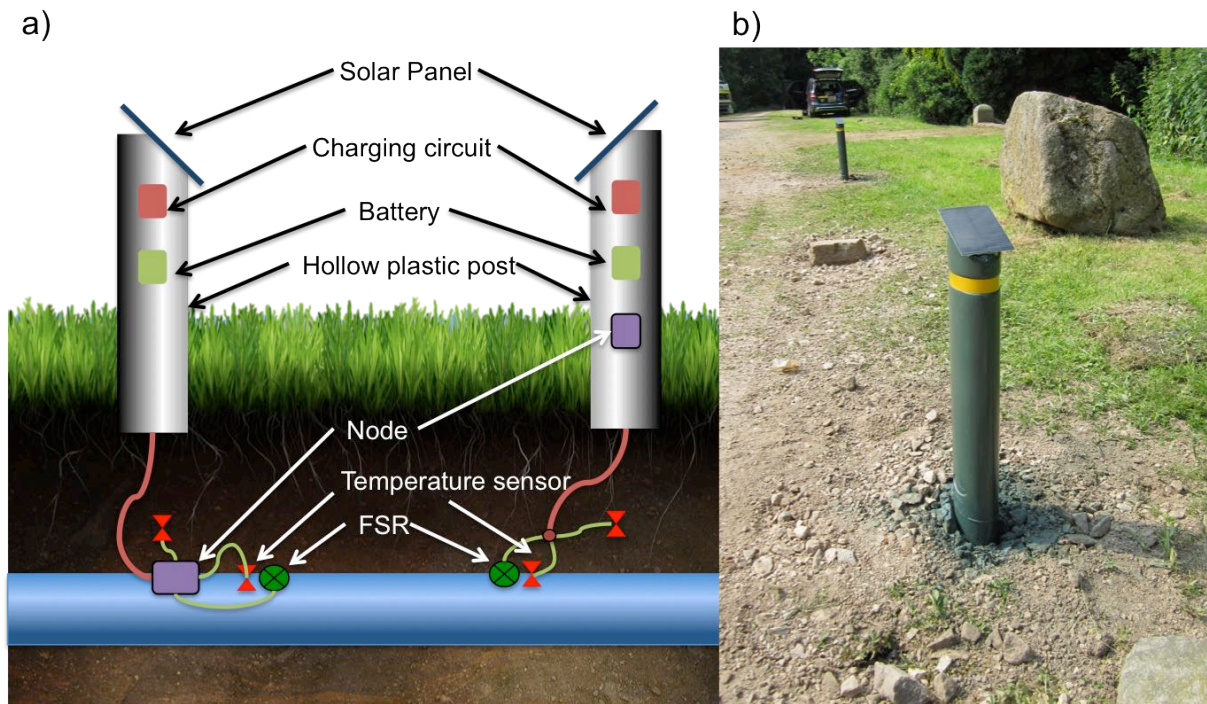 a)
b)
Solar Panel
Charging circuit
Battery
Hollow plastic post
Node
Temperature sensor
FSR